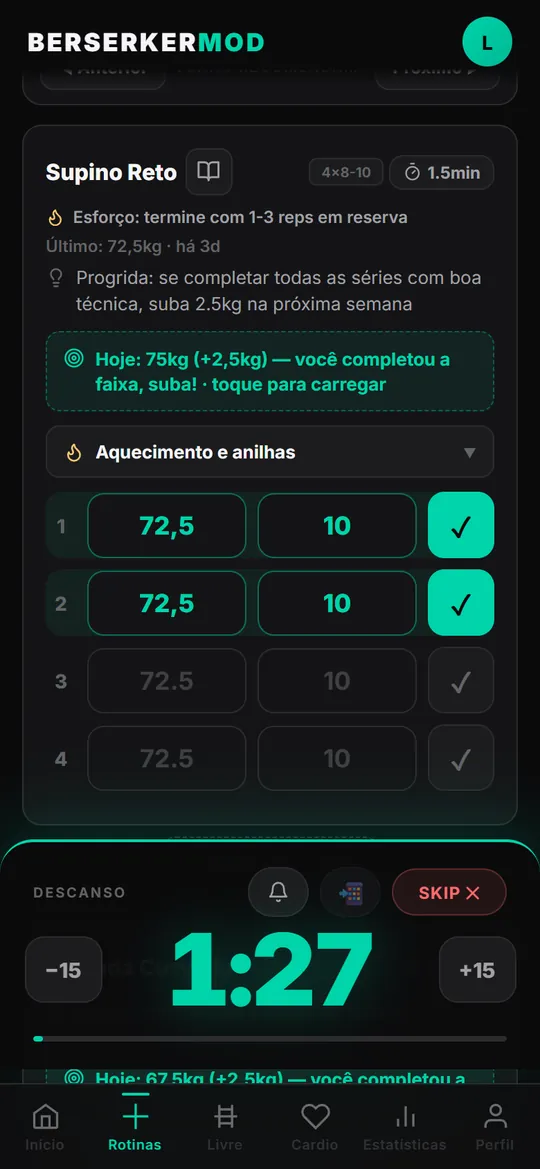 BERSERKERMOD
L
Anterior
Próximo
Supino Reto
4×8-10
1.5min
Esforço: termine com 1-3 reps em reserva
Último: 72,5kg · há 3d
Progrida: se completar todas as séries com boa
técnica, suba 2.5kg na próxima semana
Hoje: 75kg (+2,5kg) — você completou a
faixa, suba! · toque para carregar
Aquecimento e anilhas ▼
1 72,5 10 ✓
2 72,5 10 ✓
3 72.5 10 ✓
4 72.5 10 ✓
DESCANSO
SKIP ✕
−15
1:27
+15
Hoje: 67,5kg (+2,5kg) — você completou a
Início
Rotinas
Livre
Cardio
Estatísticas
Perfil